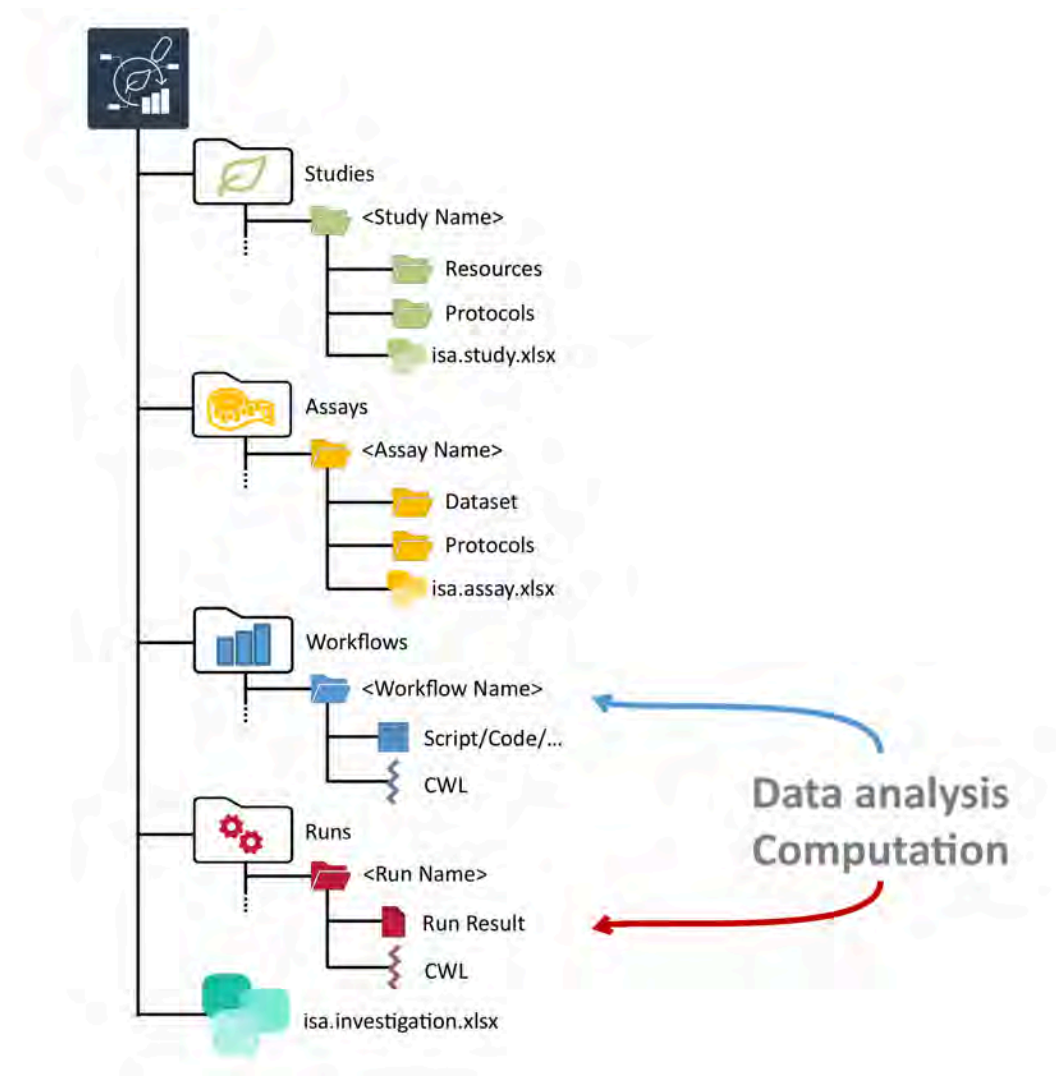 Studies
<Study Name>
Resources
Protocols
isa.study.xlsx
Assays
<Assay Name>
Dataset
Protocols
isa.assay.xlsx
Workflows
<Workflow Name>
Script/Code/...
CWL
Data analysis
Computation
Runs
<Run Name>
Run Result
CWL
isa.investigation.xlsx